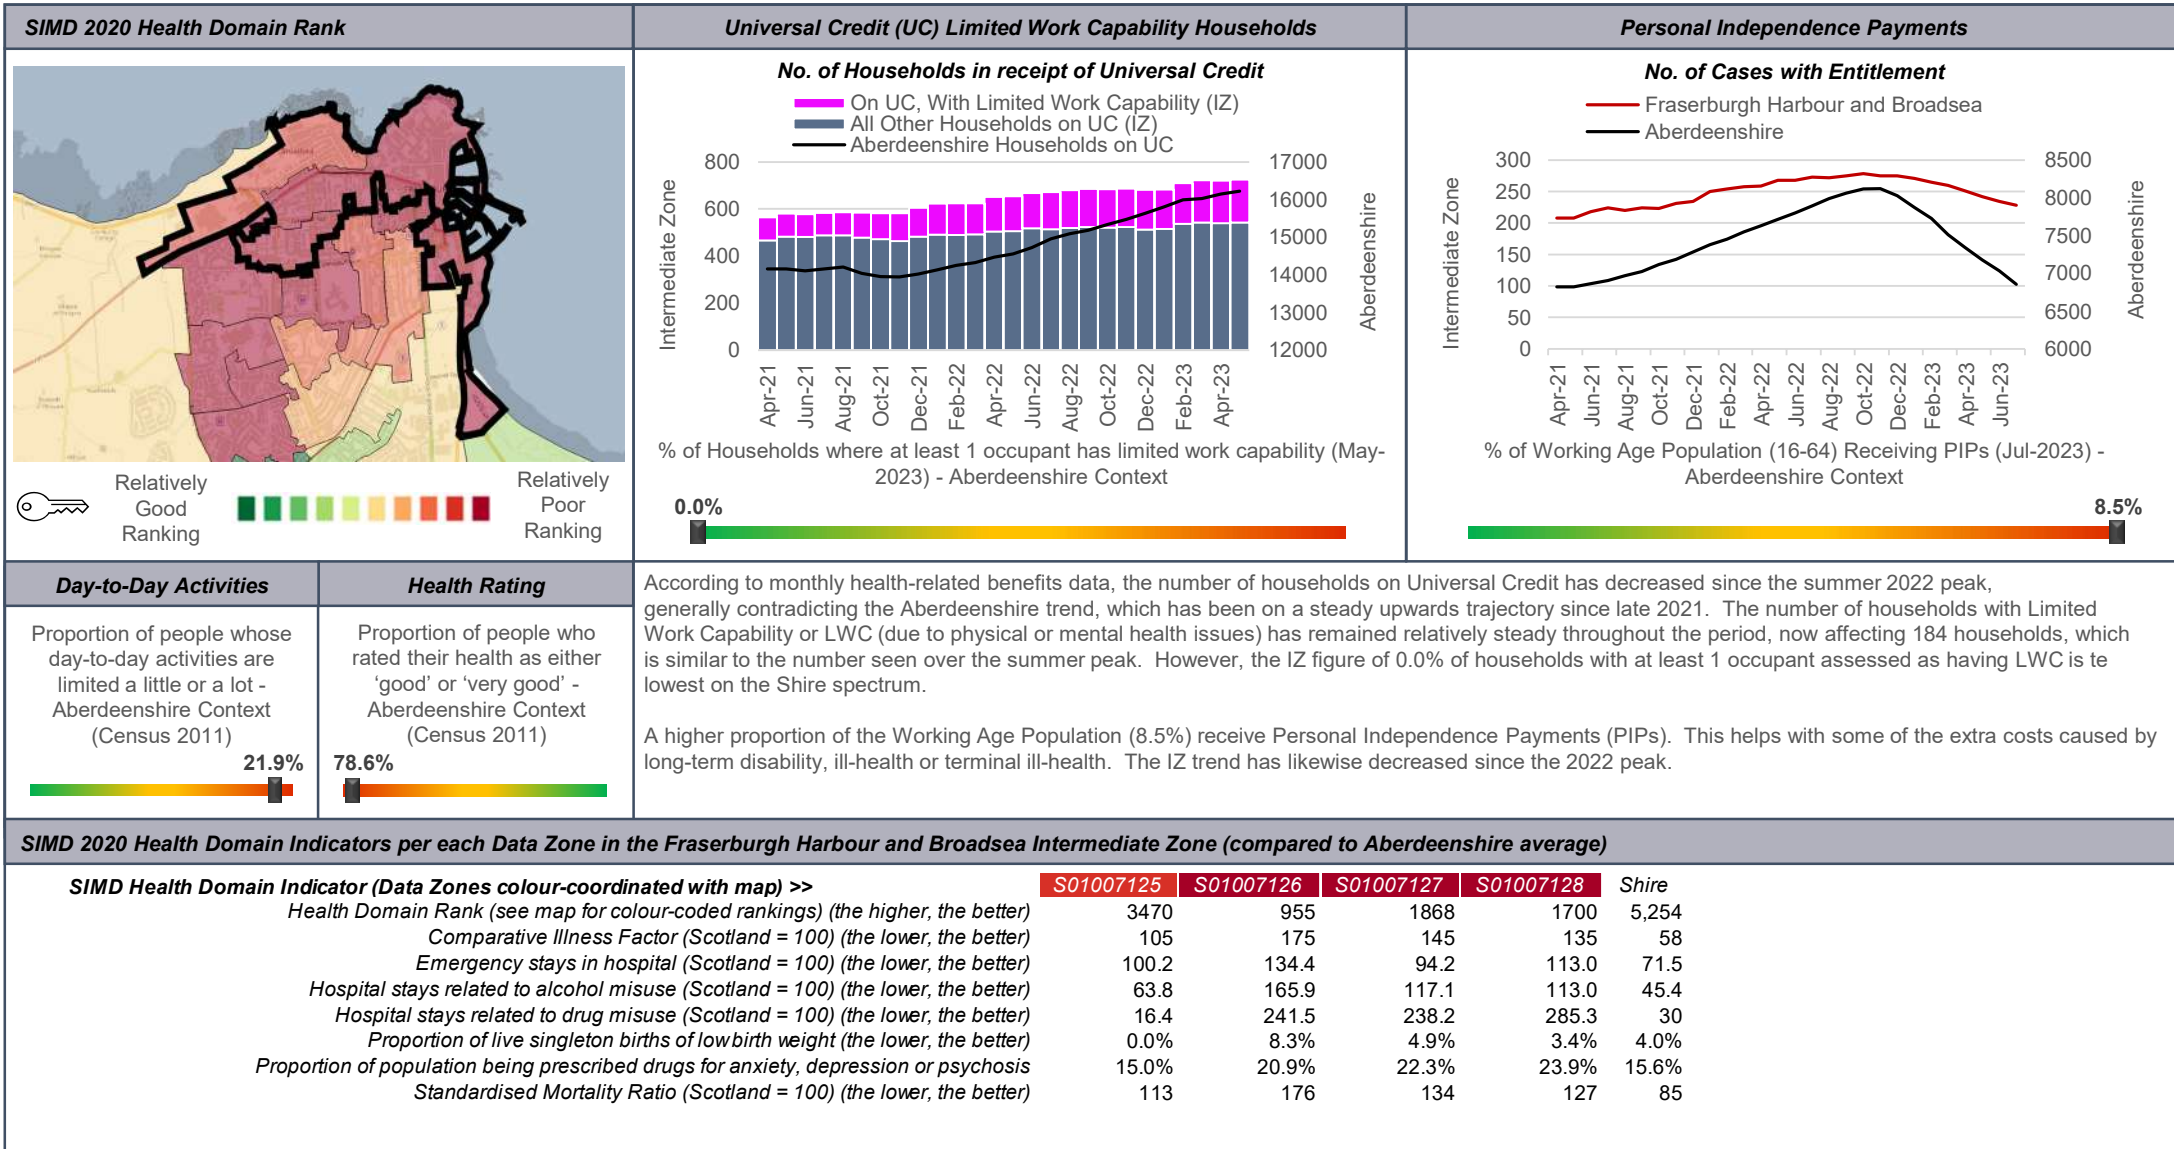 SIMD 2020 Health Domain Rank
Relatively
Good
Ranking
Relatively
Poor
Ranking
Universal Credit (UC) Limited Work Capability Households
No. of Households in receipt of Universal Credit
On UC, With Limited Work Capability (IZ)
All Other Households on UC (IZ)
Aberdeenshire Households on UC
800
600
400
200
0
Intermediate Zone
17000
16000
15000
14000
13000
12000
Aberdeenshire
Apr-21
Jun-21
Aug-21
Oct-21
Dec-21
Feb-22
Apr-22
Jun-22
Aug-22
Oct-22
Dec-22
Feb-23
Apr-23
% of Households where at least 1 occupant has limited work capability (May-
2023) - Aberdeenshire Context
0.0%
Personal Independence Payments
No. of Cases with Entitlement
Fraserburgh Harbour and Broadsea
Aberdeenshire
300
250
200
150
100
50
0
Intermediate Zone
8500
8000
7500
7000
6500
6000
Aberdeenshire
Apr-21
Jun-21
Aug-21
Oct-21
Dec-21
Feb-22
Apr-22
Jun-22
Aug-22
Oct-22
Dec-22
Feb-23
Apr-23
Jun-23
% of Working Age Population (16-64) Receiving PIPs (Jul-2023) -
Aberdeenshire Context
8.5%
Day-to-Day Activities
Proportion of people whose
day-to-day activities are
limited a little or a lot -
Aberdeenshire Context
(Census 2011)
21.9%
Health Rating
Proportion of people who
rated their health as either
‘good’ or ‘very good’ -
Aberdeenshire Context
(Census 2011)
78.6%
According to monthly health-related benefits data, the number of households on Universal Credit has decreased since the summer 2022 peak,
generally contradicting the Aberdeenshire trend, which has been on a steady upwards trajectory since late 2021. The number of households with Limited
Work Capability or LWC (due to physical or mental health issues) has remained relatively steady throughout the period, now affecting 184 households, which
is similar to the number seen over the summer peak. However, the IZ figure of 0.0% of households with at least 1 occupant assessed as having LWC is te
lowest on the Shire spectrum.
A higher proportion of the Working Age Population (8.5%) receive Personal Independence Payments (PIPs). This helps with some of the extra costs caused by
long-term disability, ill-health or terminal ill-health. The IZ trend has likewise decreased since the 2022 peak.
SIMD 2020 Health Domain Indicators per each Data Zone in the Fraserburgh Harbour and Broadsea Intermediate Zone (compared to Aberdeenshire average)
SIMD Health Domain Indicator (Data Zones colour-coordinated with map) >> S01007125 S01007126 S01007127 S01007128 Shire
Health Domain Rank (see map for colour-coded rankings) (the higher, the better) 3470 955 1868 1700 5,254
Comparative Illness Factor (Scotland = 100) (the lower, the better) 105 175 145 135 58
Emergency stays in hospital (Scotland = 100) (the lower, the better) 100.2 134.4 94.2 113.0 71.5
Hospital stays related to alcohol misuse (Scotland = 100) (the lower, the better) 63.8 165.9 117.1 113.0 45.4
Hospital stays related to drug misuse (Scotland = 100) (the lower, the better) 16.4 241.5 238.2 285.3 30
Proportion of live singleton births of low birth weight (the lower, the better) 0.0% 8.3% 4.9% 3.4% 4.0%
Proportion of population being prescribed drugs for anxiety, depression or psychosis 15.0% 20.9% 22.3% 23.9% 15.6%
Standardised Mortality Ratio (Scotland = 100) (the lower, the better) 113 176 134 127 85